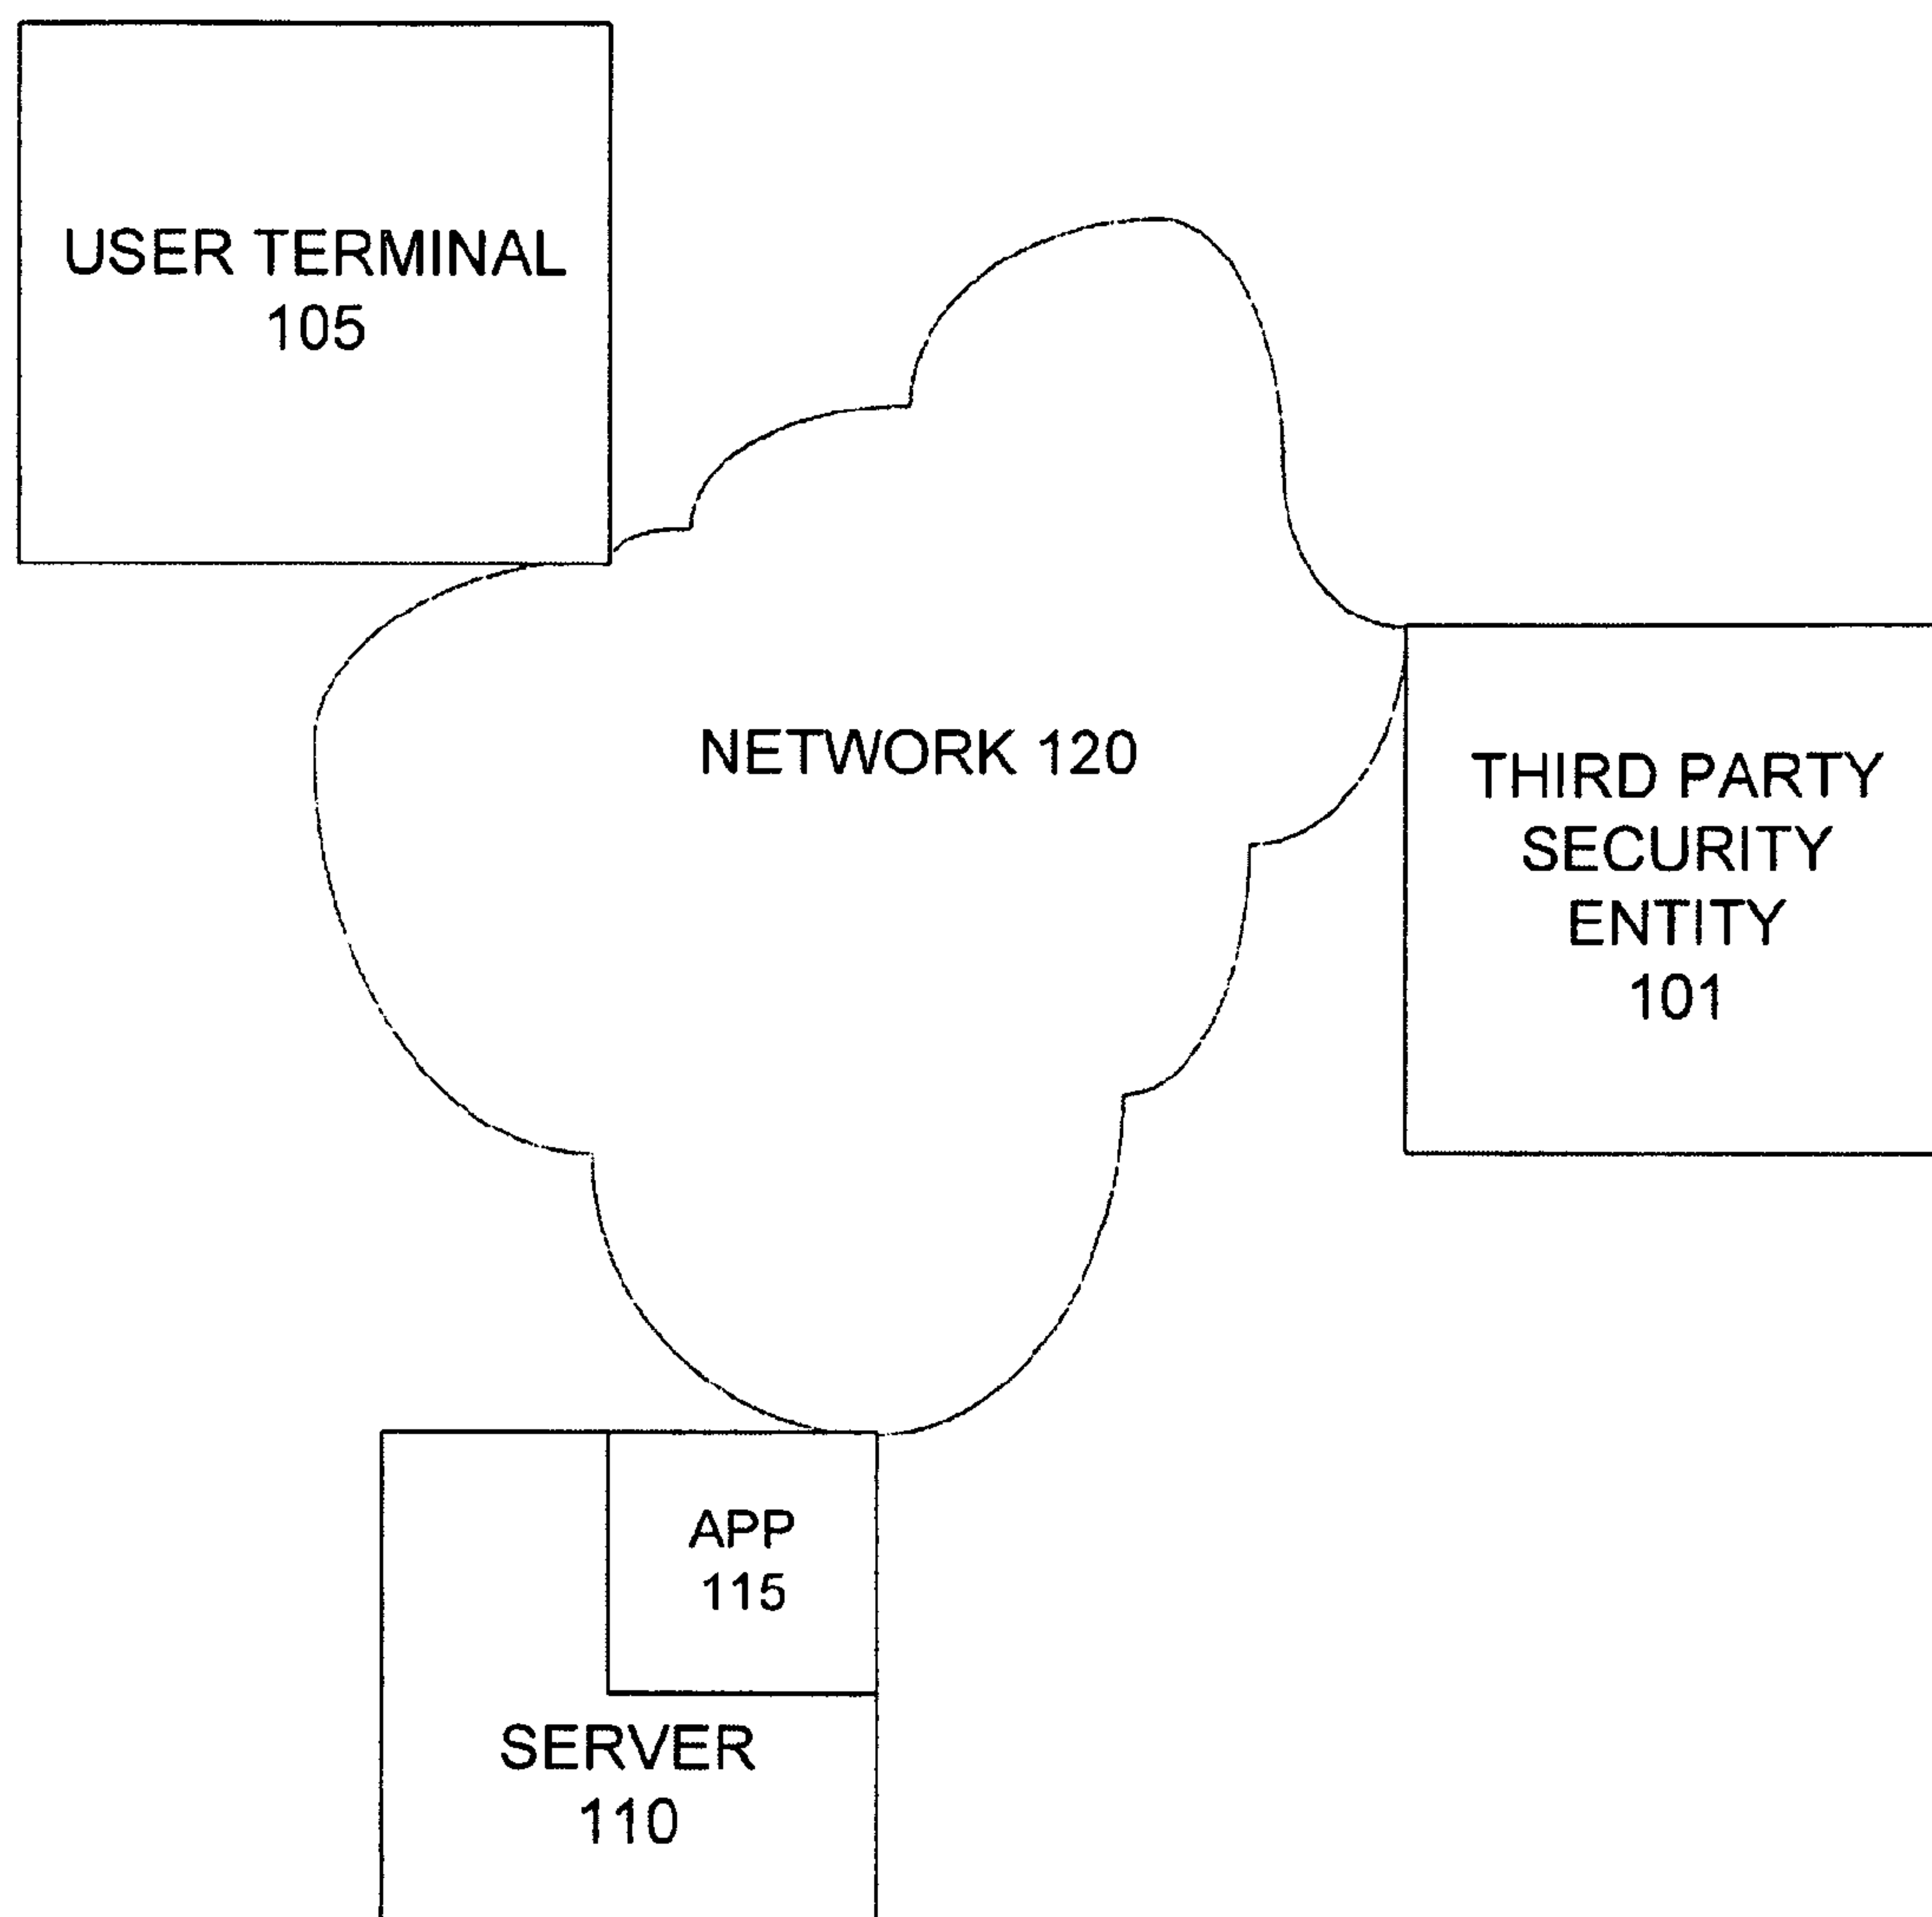 USER TERMINAL
105
NETWORK 120
THIRD PARTY
SECURITY
ENTITY
101
APP
115
SERVER
110